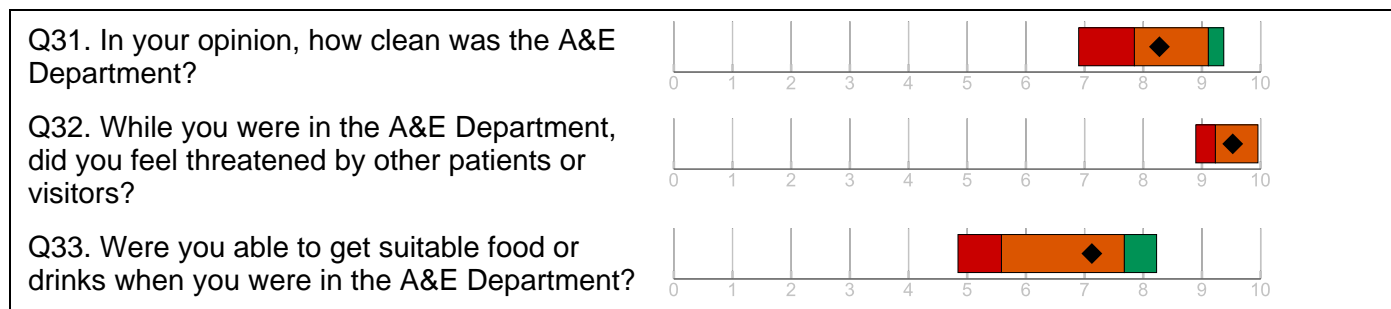 Q31. In your opinion, how clean was the A&E
Department?
0 1 2 3 4 5 6 7 8 9 10
Q32. While you were in the A&E Department,
did you feel threatened by other patients or
visitors?
0 1 2 3 4 5 6 7 8 9 10
Q33. Were you able to get suitable food or
drinks when you were in the A&E Department?
0 1 2 3 4 5 6 7 8 9 10